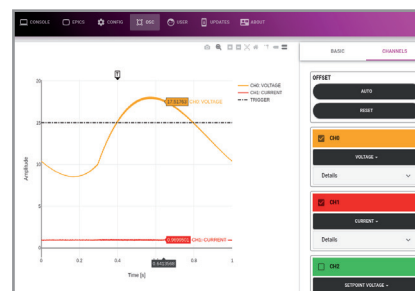 CONSOLE EPICS CONFIG OSC USER UPDATES ABOUT
BASIC CHANNELS
OFFSET
AUTO
RESET
CH0
VOLTAGE
Details
CH1
CURRENT
Details
CH2
SETPOINT VOLTAGE
T
CH0: VOLTAGE
CH1: CURRENT
TRIGGER
20
15
10
5
0
Amplitude
17.61762 CH0: VOLTAGE
CH1: CURRENT
0 0.2 0.4 0.8 1
Time [s]